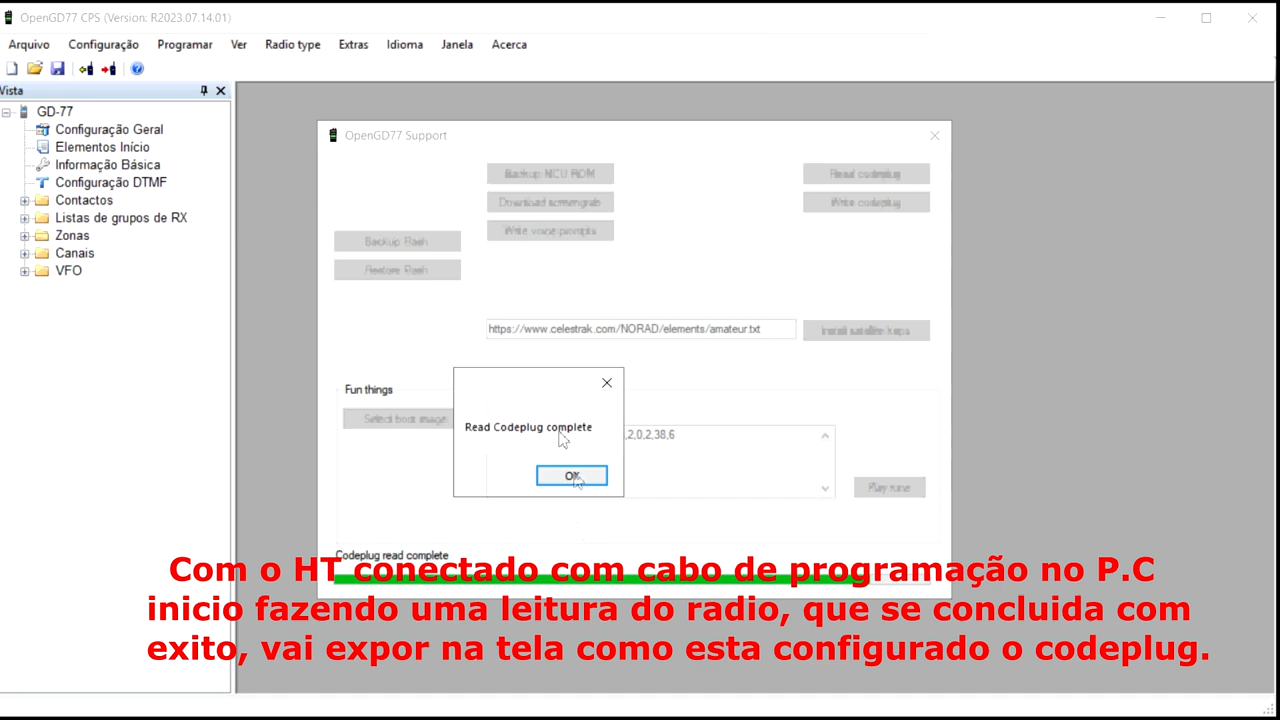 OpenGD77 CPS (Version: R2023.07.14.01)
Arquivo Configuração Programar Ver Radio type Extras Idioma Janela Acerca
Vista
GD-77
Configuração Geral
Elementos Início
Informação Básica
Configuração DTMF
Contactos
Listas de grupos de RX
Zonas
Canais
VFO
OpenGD77 Support
Backup MCU ROM
Read codeplug
Download screengrab
Write codeplug
Write voice prompts
Backup flash
Restore flash
https://www.celestrak.com/NORAD/elements/amateur.txt
Install satellite keps
Fun things
Select boot image
,2,0,2,38,6
Play tune
Read Codeplug complete
OK
Codeplug read complete
Com o HT conectado com cabo de programação no P.C
inicio fazendo uma leitura do radio, que se concluida com
exito, vai expor na tela como esta configurado o codeplug.